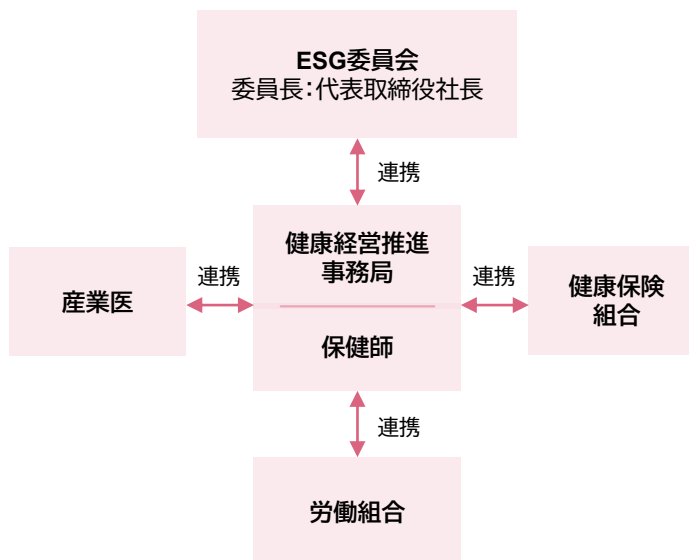 ESG委員会
委員長:代表取締役社長
連携
健康経営推進
事務局
連携
連携
産業医
健康保険
組合
保健師
連携
労働組合